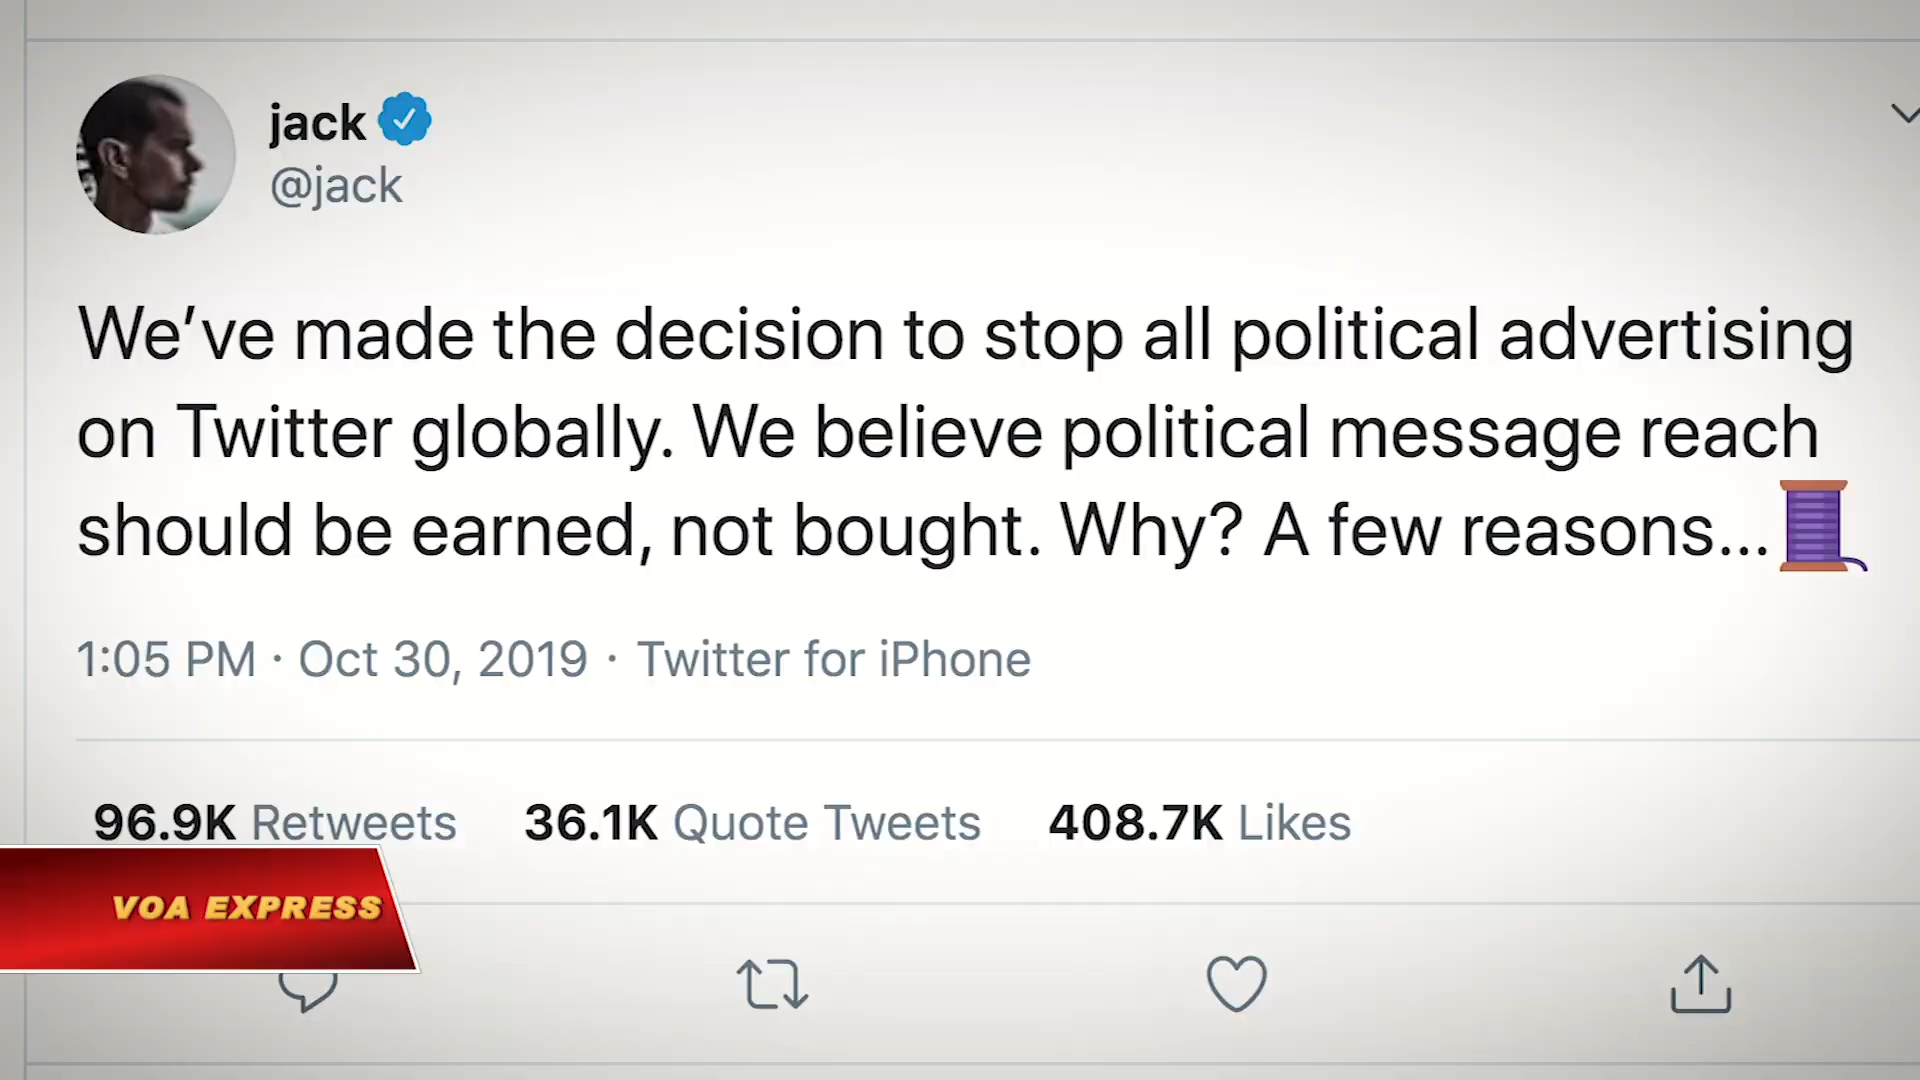 jack
@jack
We’ve made the decision to stop all political advertising
on Twitter globally. We believe political message reach
should be earned, not bought. Why? A few reasons...
1:05 PM · Oct 30, 2019 · Twitter for iPhone
96.9K Retweets 36.1K Quote Tweets 408.7K Likes
VOA EXPRESS